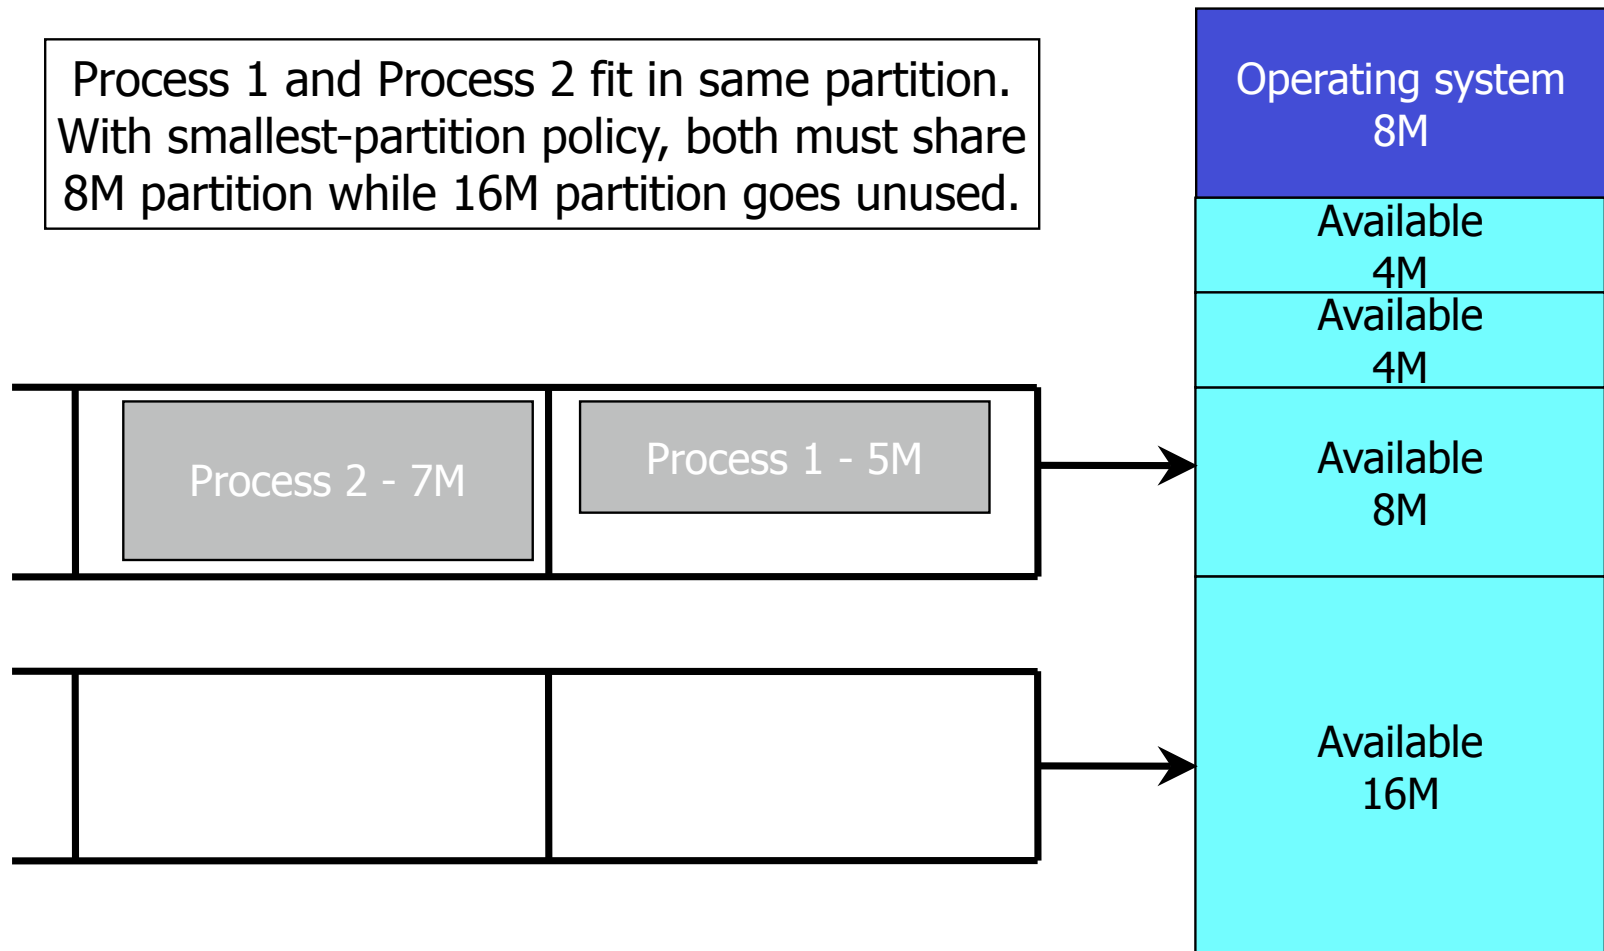 Process 1 and Process 2 fit in same partition.
With smallest-partition policy, both must share
8M partition while 16M partition goes unused.
Operating system
8M
Available
4M
Available
4M
Process 2 - 7M
Process 1 - 5M
Available
8M
Available
16M